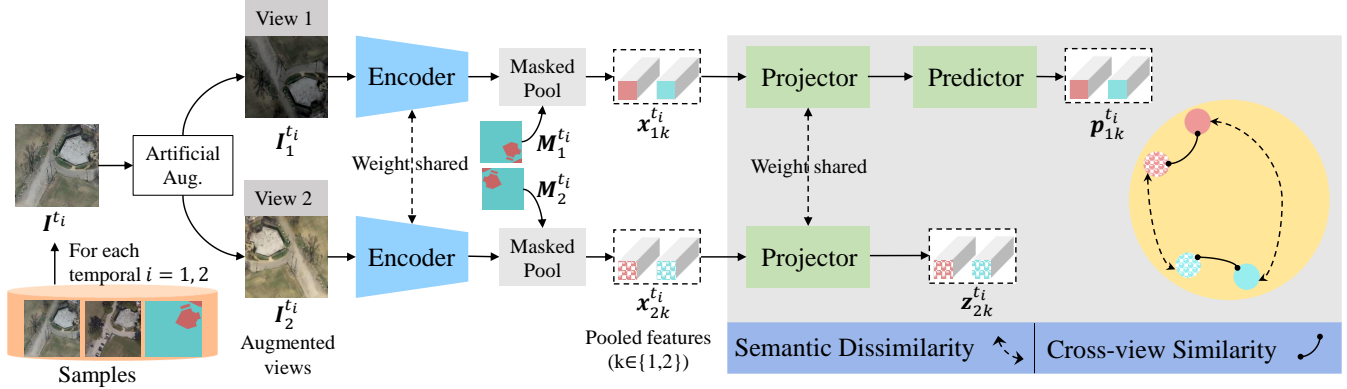 View 1
Encoder
Masked
Pool
Projector
Predictor
$I_1^{t_i}$
$M_1^{t_i}$
$x_{1k}^{t_i}$
$p_{1k}^{t_i}$
Artificial
Aug.
Weight shared
Weight shared
$I^{t_i}$
View 2
$M_2^{t_i}$
Encoder
Masked
Pool
Projector
For each
temporal i = 1, 2
$I_2^{t_i}$
$x_{2k}^{t_i}$
$z_{2k}^{t_i}$
Augmented
views
Pooled features
(k∈{1,2})
Semantic Dissimilarity
Cross-view Similarity
Samples